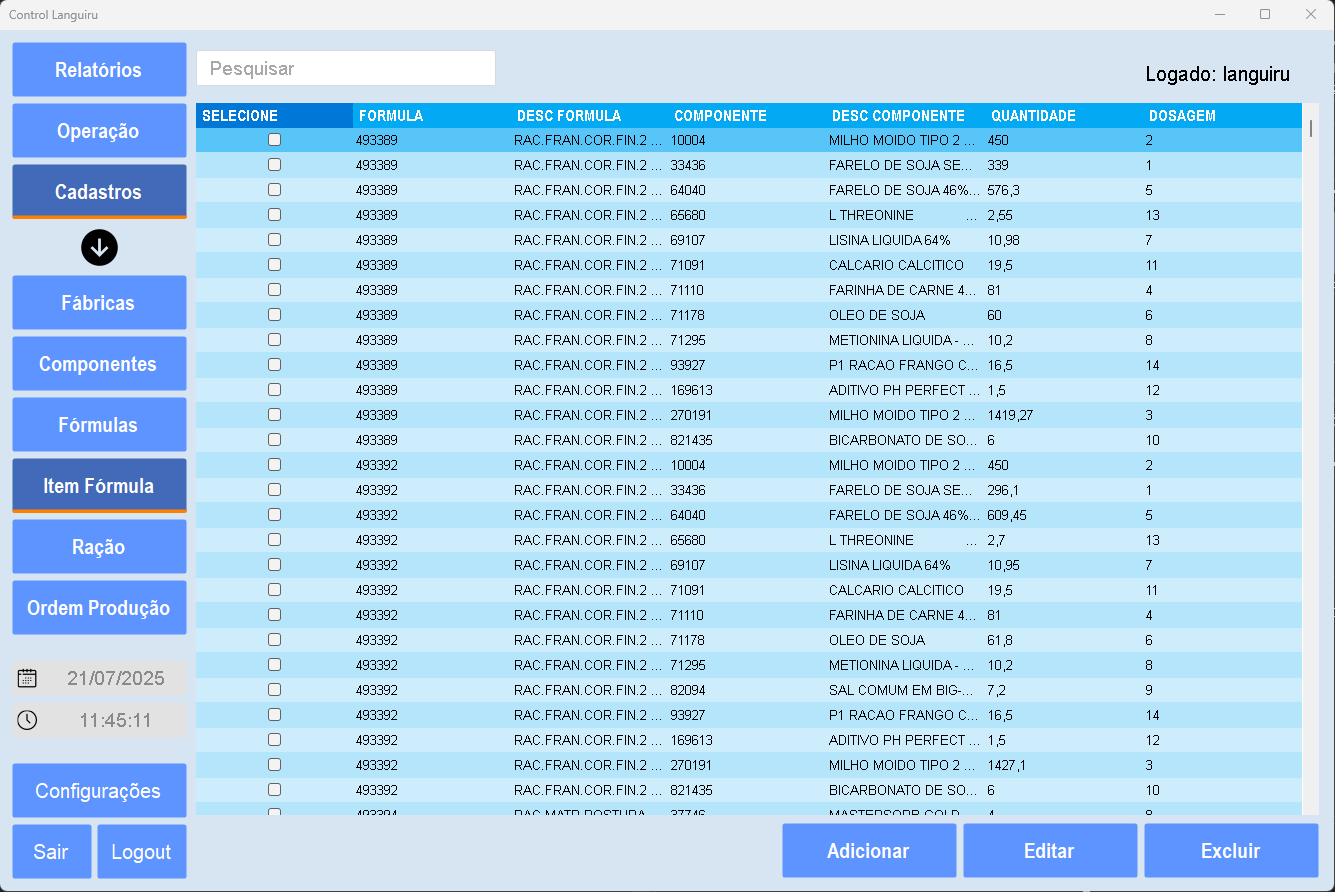 Control Languiru
Relatórios
Operação
Cadastros
Fábricas
Componentes
Fórmulas
Item Fórmula
Ração
Ordem Produção
21/07/2025
11:45:11
Configurações
Sair Logout
Pesquisar
Logado: languiru
SELECIONE FORMULA DESC FORMULA COMPONENTE DESC COMPONENTE QUANTIDADE DOSAGEM
493389 RAC.FRAN.COR.FIN.2 ... 10004 MILHO MOIDO TIPO 2 ... 450 2
493389 RAC.FRAN.COR.FIN.2 ... 33436 FARELO DE SOJA SE... 339 1
493389 RAC.FRAN.COR.FIN.2 ... 64040 FARELO DE SOJA 46%... 576,3 5
493389 RAC.FRAN.COR.FIN.2 ... 65680 L THREONINE ... 2,55 13
493389 RAC.FRAN.COR.FIN.2 ... 69107 LISINA LIQUIDA 64% 10,98 7
493389 RAC.FRAN.COR.FIN.2 ... 71091 CALCARIO CALCITICO 19,5 11
493389 RAC.FRAN.COR.FIN.2 ... 71110 FARINHA DE CARNE 4... 81 4
493389 RAC.FRAN.COR.FIN.2 ... 71178 OLEO DE SOJA 60 6
493389 RAC.FRAN.COR.FIN.2 ... 71295 METIONINA LIQUIDA - ... 10,2 8
493389 RAC.FRAN.COR.FIN.2 ... 93927 P1 RACAO FRANGO C... 16,5 14
493389 RAC.FRAN.COR.FIN.2 ... 169613 ADITIVO PH PERFECT ... 1,5 12
493389 RAC.FRAN.COR.FIN.2 ... 270191 MILHO MOIDO TIPO 2 ... 1419,27 3
493389 RAC.FRAN.COR.FIN.2 ... 821435 BICARBONATO DE SO... 6 10
493392 RAC.FRAN.COR.FIN.2 ... 10004 MILHO MOIDO TIPO 2 ... 450 2
493392 RAC.FRAN.COR.FIN.2 ... 33436 FARELO DE SOJA SE... 296,1 1
493392 RAC.FRAN.COR.FIN.2 ... 64040 FARELO DE SOJA 46%... 609,45 5
493392 RAC.FRAN.COR.FIN.2 ... 65680 L THREONINE ... 2,7 13
493392 RAC.FRAN.COR.FIN.2 ... 69107 LISINA LIQUIDA 64% 10,95 7
493392 RAC.FRAN.COR.FIN.2 ... 71091 CALCARIO CALCITICO 19,5 11
493392 RAC.FRAN.COR.FIN.2 ... 71110 FARINHA DE CARNE 4... 81 4
493392 RAC.FRAN.COR.FIN.2 ... 71178 OLEO DE SOJA 61,8 6
493392 RAC.FRAN.COR.FIN.2 ... 71295 METIONINA LIQUIDA - ... 10,2 8
493392 RAC.FRAN.COR.FIN.2 ... 82094 SAL COMUM EM BIG-... 7,2 9
493392 RAC.FRAN.COR.FIN.2 ... 93927 P1 RACAO FRANGO C... 16,5 14
493392 RAC.FRAN.COR.FIN.2 ... 169613 ADITIVO PH PERFECT ... 1,5 12
493392 RAC.FRAN.COR.FIN.2 ... 270191 MILHO MOIDO TIPO 2 ... 1427,1 3
493392 RAC.FRAN.COR.FIN.2 ... 821435 BICARBONATO DE SO... 6 10
Adicionar Editar Excluir